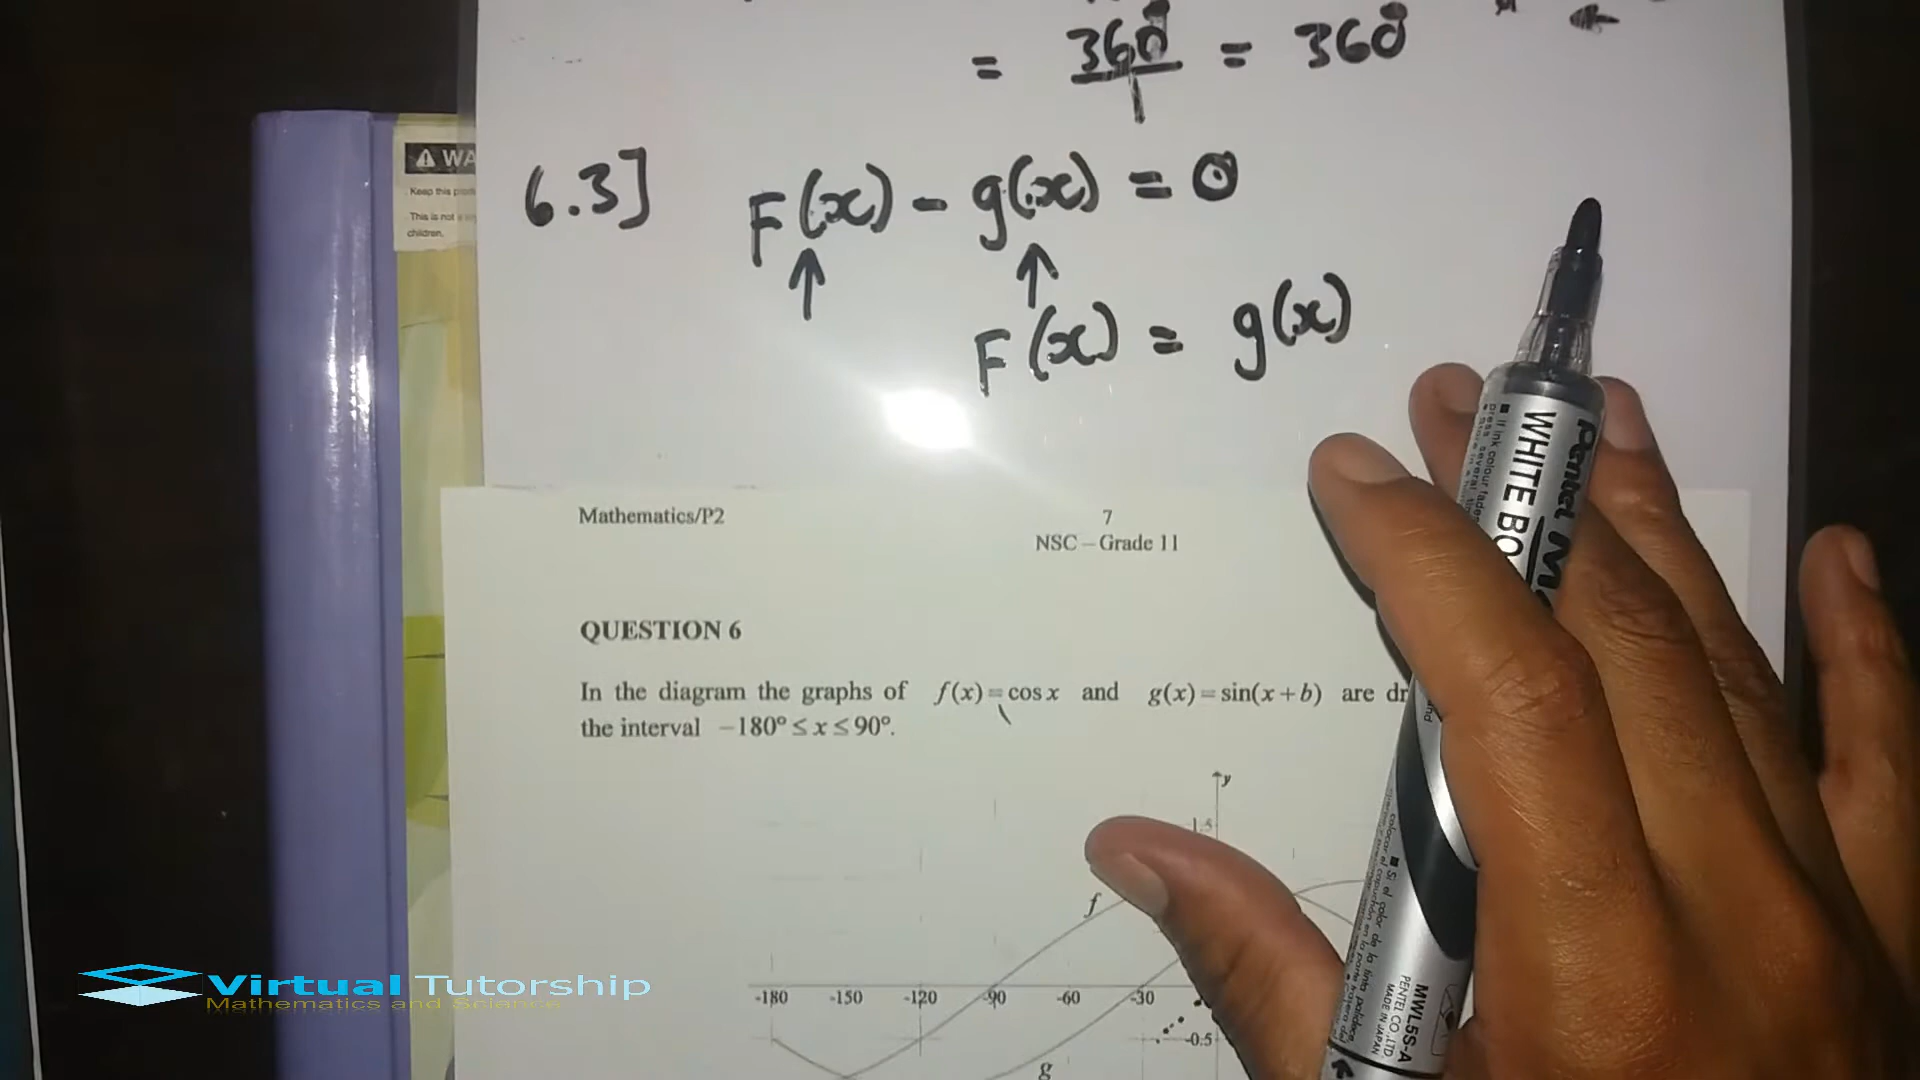 = 360° / 1 = 360°
WA
Keep this
This is not
children.
6.3] F(x) - g(x) = 0
↑ ↑
F(x) = g(x)
Mathematics/P2
7
NSC – Grade 11
QUESTION 6
In the diagram the graphs of f(x) = cos x and g(x) = sin(x + b) are dr
the interval −180° ≤ x ≤ 90°.
y
1.5
f
-180 -150 -120 -90 -60 -30
-0.5
g
Pentel
WHITE BO
MWL5S-A
PENTEL CO., LTD.
MADE IN JAPAN
Virtual Tutorship
Mathematics and Science